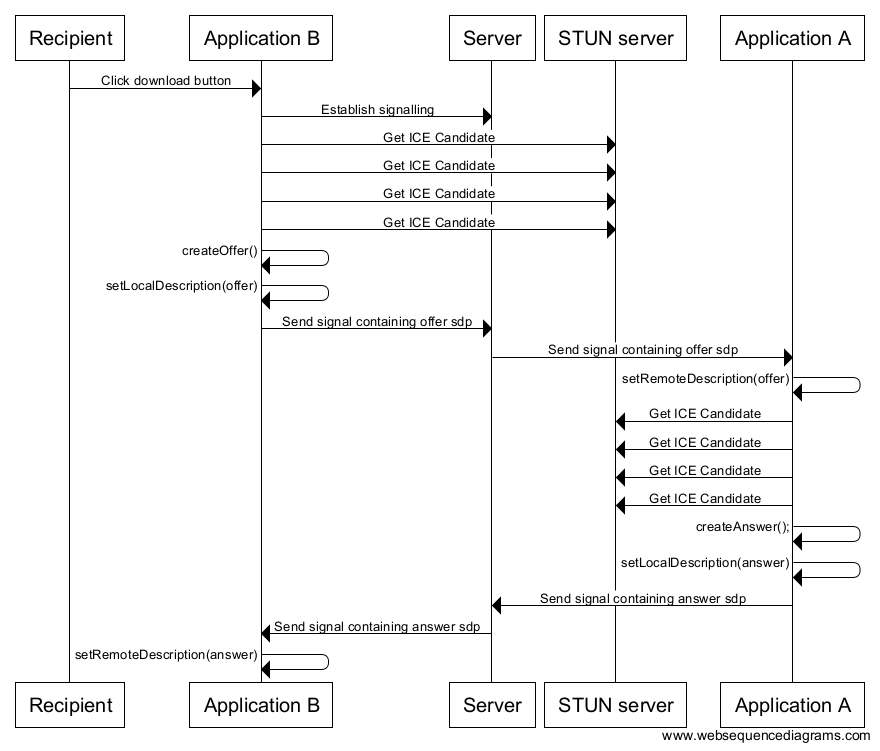 Recipient
Application B
Server
STUN server
Application A
Click download button
Establish signalling
Get ICE Candidate
Get ICE Candidate
Get ICE Candidate
Get ICE Candidate
createOffer()
setLocalDescription(offer)
Send signal containing offer sdp
Send signal containing offer sdp
setRemoteDescription(offer)
Get ICE Candidate
Get ICE Candidate
Get ICE Candidate
Get ICE Candidate
createAnswer();
setLocalDescription(answer)
Send signal containing answer sdp
Send signal containing answer sdp
setRemoteDescription(answer)
Recipient
Application B
Server
STUN server
Application A
www.websequencediagrams.com